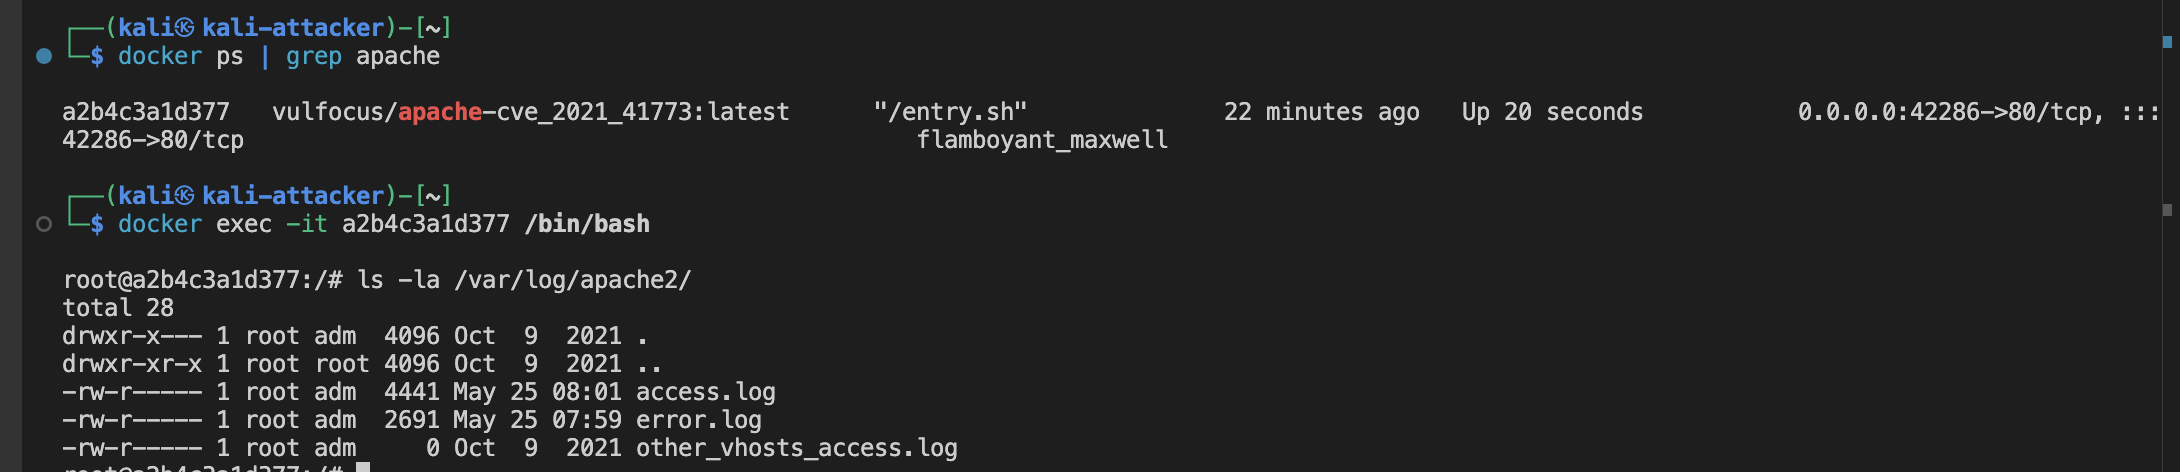 ┌──(kali㉿kali-attacker)-[~]
└─$ docker ps | grep apache
a2b4c3a1d377   vulfocus/apache-cve_2021_41773:latest      "/entry.sh"              22 minutes ago   Up 20 seconds           0.0.0.0:42286->80/tcp, :::
42286->80/tcp                                                flamboyant_maxwell
┌──(kali㉿kali-attacker)-[~]
└─$ docker exec -it a2b4c3a1d377 /bin/bash
root@a2b4c3a1d377:/# ls -la /var/log/apache2/
total 28
drwxr-x--- 1 root adm  4096 Oct  9  2021 .
drwxr-xr-x 1 root root 4096 Oct  9  2021 ..
-rw-r----- 1 root adm  4441 May 25 08:01 access.log
-rw-r----- 1 root adm  2691 May 25 07:59 error.log
-rw-r----- 1 root adm     0 Oct  9  2021 other_vhosts_access.log
root@a2b4c3a1d377:/#